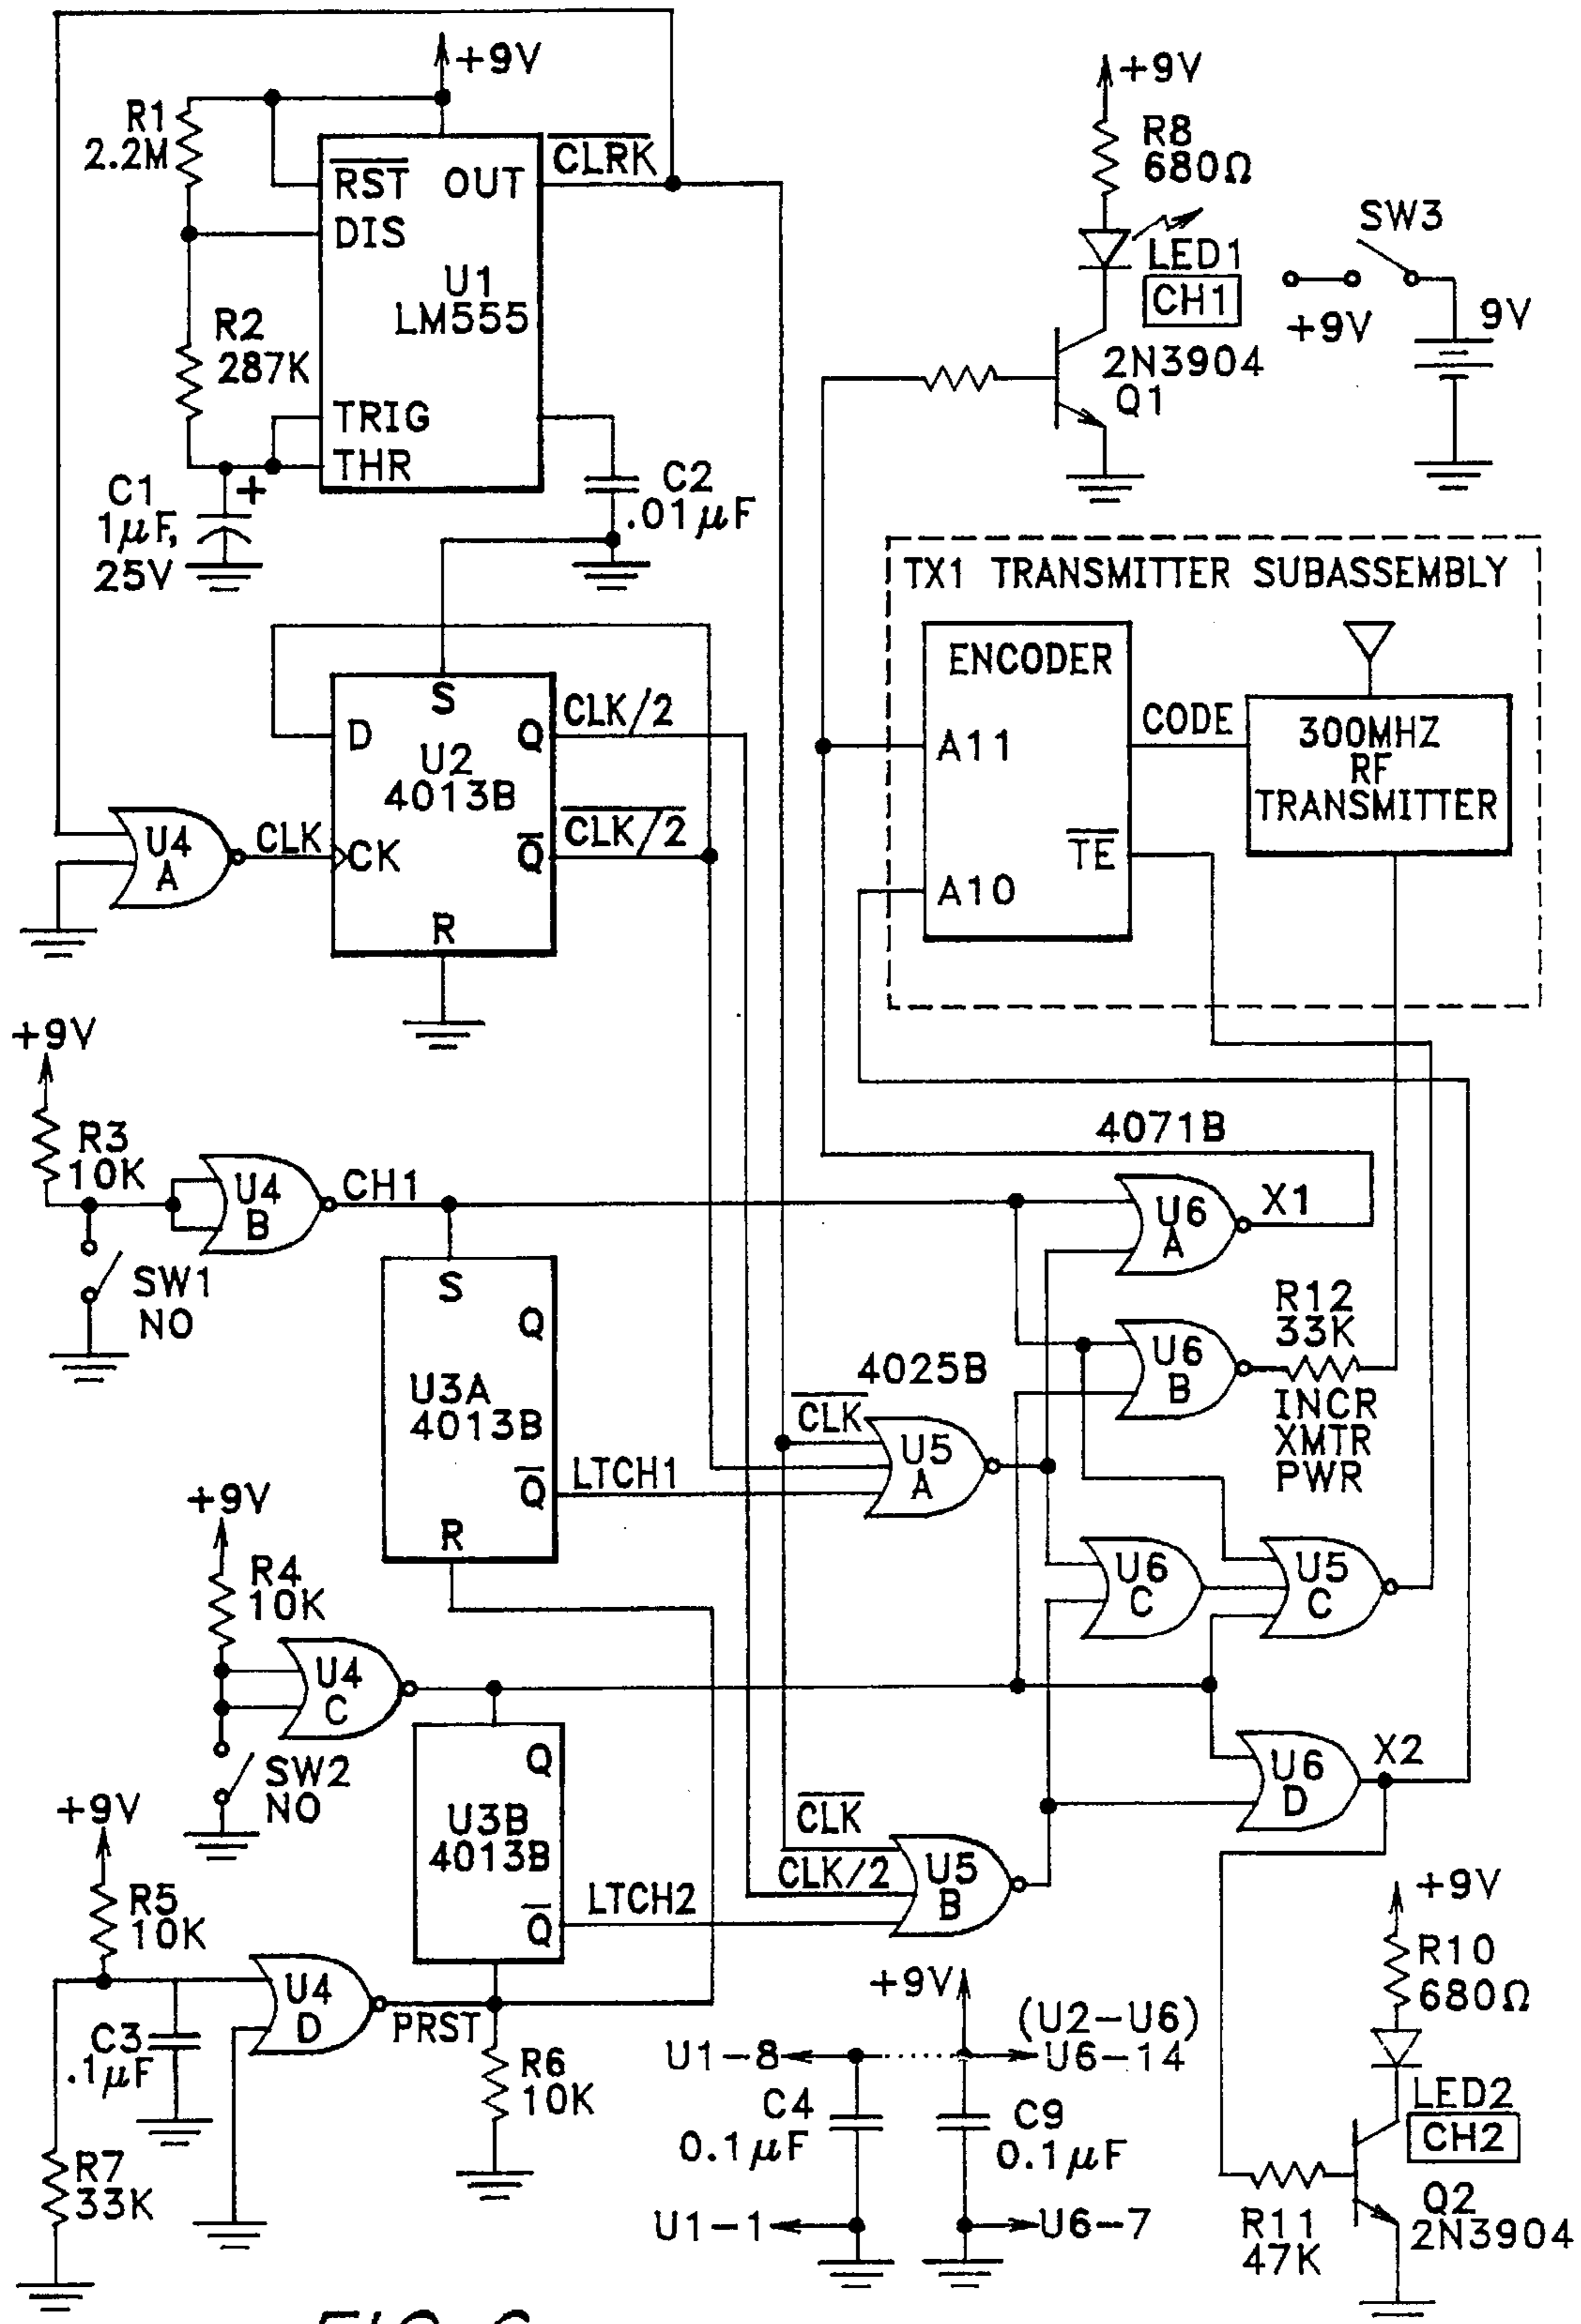 +9V
R1
2.2M
RST
OUT
CLRK
DIS
U1
LM555
R2
287K
TRIG
THR
C1
1μF,
25V
+
C2
.01μF
+9V
R8
680Ω
LED1
CH1
2N3904
Q1
SW3
+9V
9V
TX1 TRANSMITTER SUBASSEMBLY
ENCODER
A11
CODE
300MHZ
RF
TRANSMITTER
TE
A10
S
D
Q
CLK/2
U2
4013B
U4
A
CLK
CK
Q
CLK/2
R
+9V
R3
10K
U4
B
CH1
SW1
NO
S
Q
U3A
4013B
Q
LTCH1
R
4071B
U6
A
X1
U6
B
R12
33K
INCR
XMTR
PWR
4025B
CLK
U5
A
U6
C
U5
C
+9V
R4
10K
U4
C
SW2
NO
Q
U3B
4013B
Q
LTCH2
CLK
CLK/2
U5
B
U6
D
X2
+9V
R5
10K
U4
D
PRST
C3
.1μF
R6
10K
R7
33K
+9V
(U2-U6)
U1-8
U6-14
C4
0.1μF
C9
0.1μF
U1-1
U6-7
+9V
R10
680Ω
LED2
CH2
Q2
2N3904
R11
47K